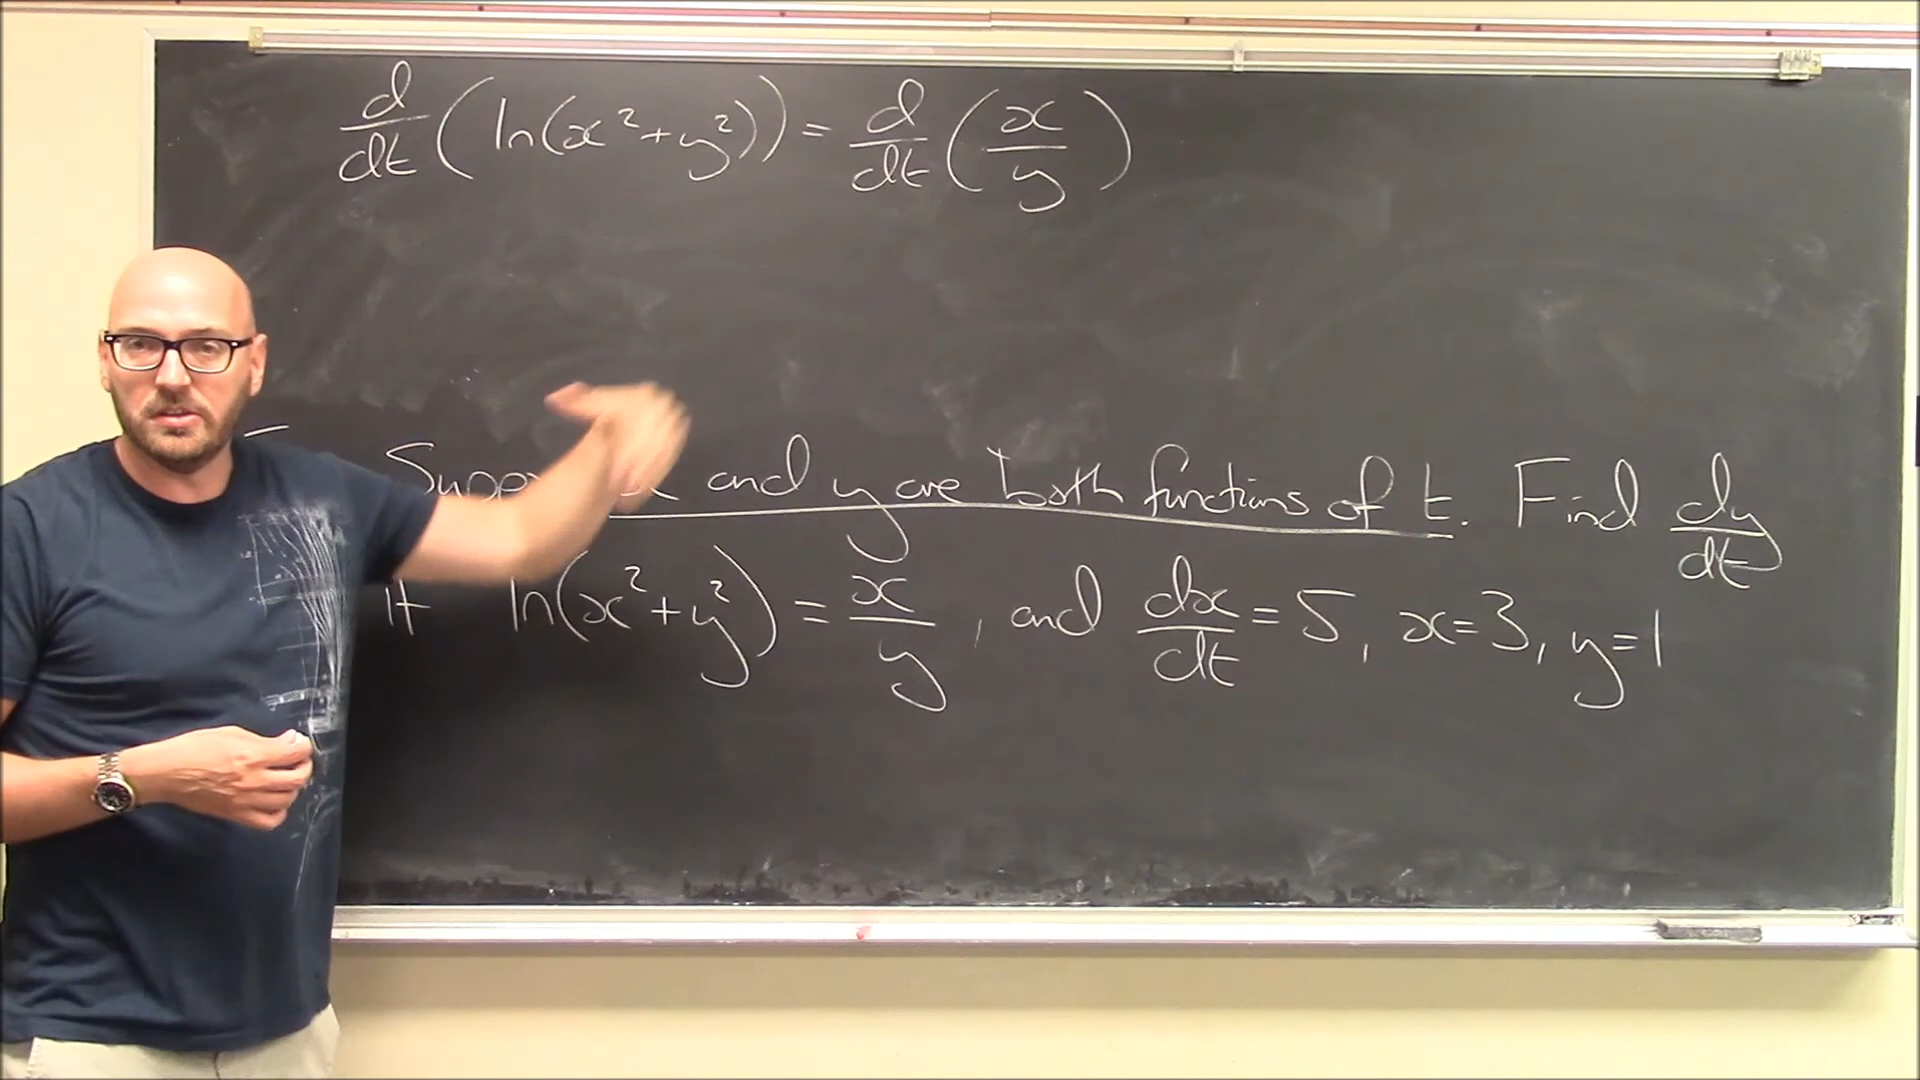 d/dt ( ln(x²+y²)) = d/dt ( x/y )
and y are both functions of t. Find dy/dt
If ln(x²+y²) = x/y , and dx/dt = 5, x=3, y=1